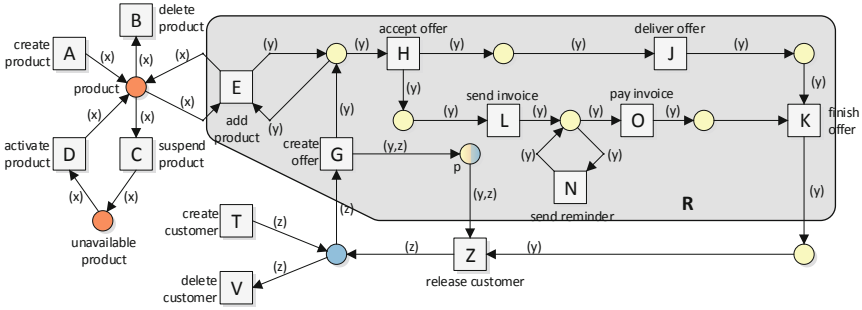 B
delete
product
create
product
A
(x)
(x)
product
(x)
(x)
E
add
product
(y)
(y)
(y)
accept offer
H
(y)
(y)
deliver offer
J
(y)
(y)
(x)
(x)
activate
product
D
C
suspend
product
(x)
(x)
unavailable
product
(y)
create
offer
G
(y,z)
p
(y)
(y)
send invoice
L
(y)
pay invoice
(y)
O
(y)
K
finish
offer
(y)
(y)
N
send reminder
R
(y,z)
(z)
(y)
create
customer
T
(z)
delete
customer
V
(z)
(z)
Z
release customer
(y)